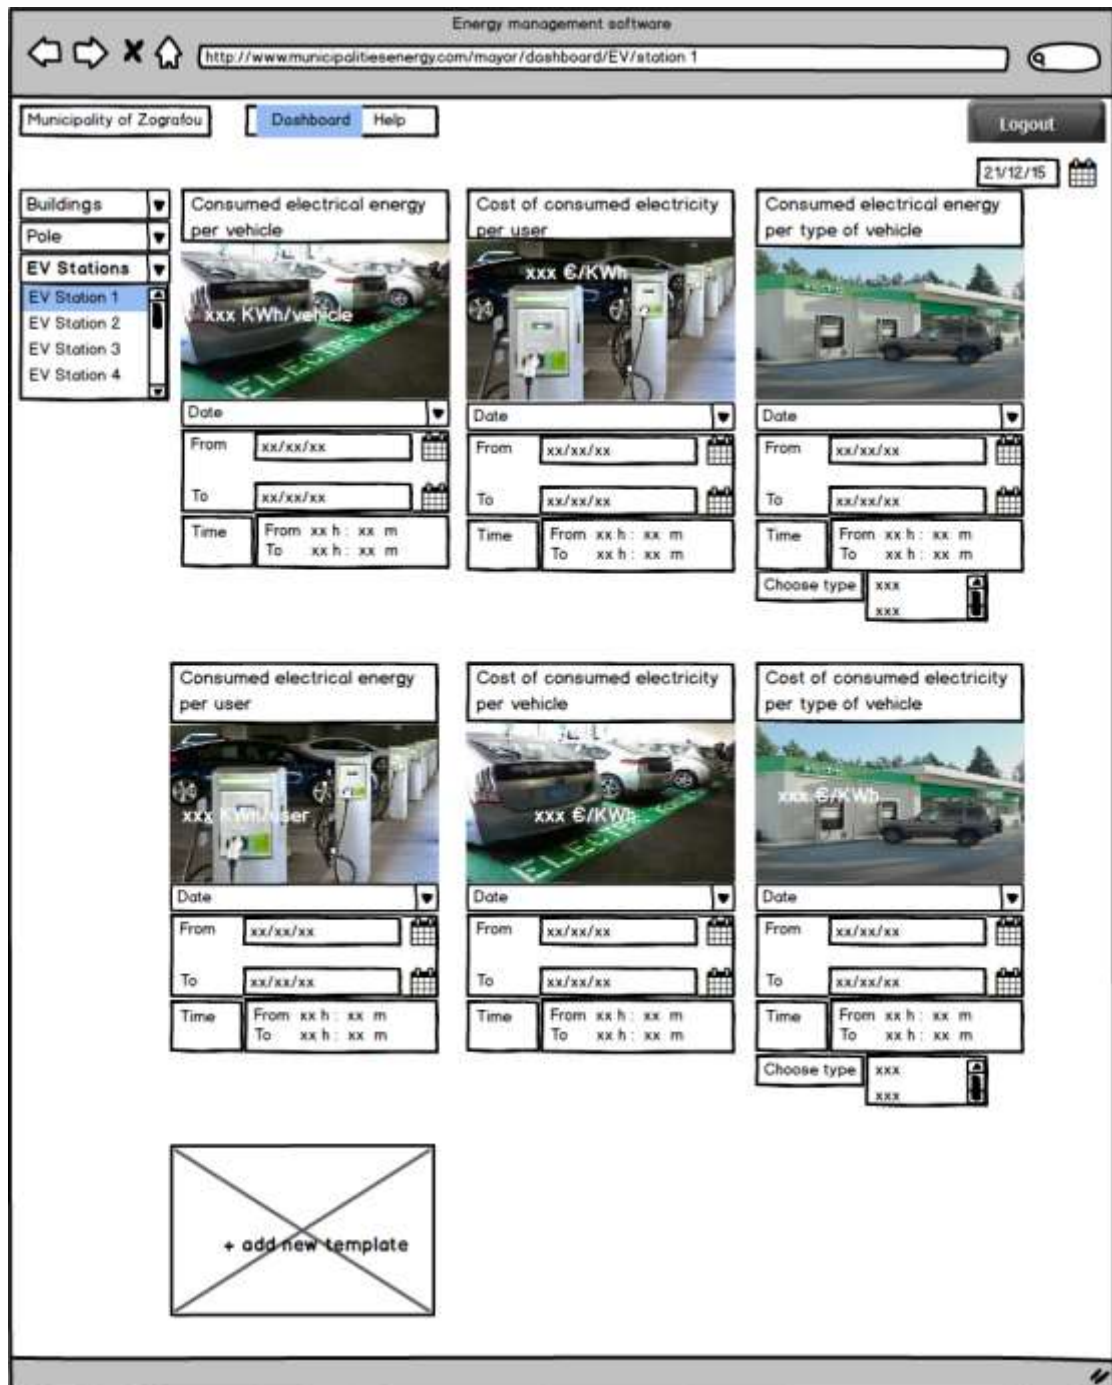 Energy management software
http://www.municipalitiesenergy.com/mayor/dashboard/EV/station 1
Municipality of Zografou
Dashboard Help
Logout
21/12/15
Buildings
Pole
EV Stations
EV Station 1
EV Station 2
EV Station 3
EV Station 4
Consumed electrical energy
per vehicle
xxx KWh/vehicle
ELECTRIC
Date
From xx/xx/xx
To xx/xx/xx
Time
From xx h : xx m
To xx h : xx m
Cost of consumed electricity
per user
xxx €/KWh
Date
From xx/xx/xx
To xx/xx/xx
Time
From xx h : xx m
To xx h : xx m
Consumed electrical energy
per type of vehicle
Date
From xx/xx/xx
To xx/xx/xx
Time
From xx h : xx m
To xx h : xx m
Choose type
xxx
xxx
Consumed electrical energy
per user
xxx KWh/user
Date
From xx/xx/xx
To xx/xx/xx
Time
From xx h : xx m
To xx h : xx m
Cost of consumed electricity
per vehicle
xxx €/KWh
ELECTRIC
Date
From xx/xx/xx
To xx/xx/xx
Time
From xx h : xx m
To xx h : xx m
Cost of consumed electricity
per type of vehicle
xxx €/KWh
Date
From xx/xx/xx
To xx/xx/xx
Time
From xx h : xx m
To xx h : xx m
Choose type
xxx
xxx
+ add new template